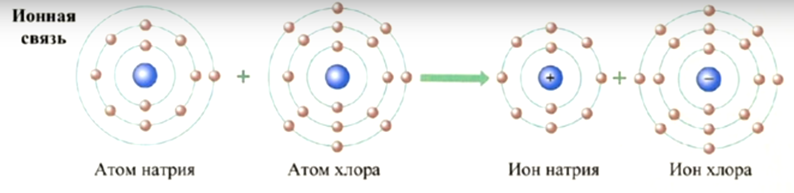 Ионная
связь
+
+
+
−
Атом натрия
Атом хлора
Ион натрия
Ион хлора